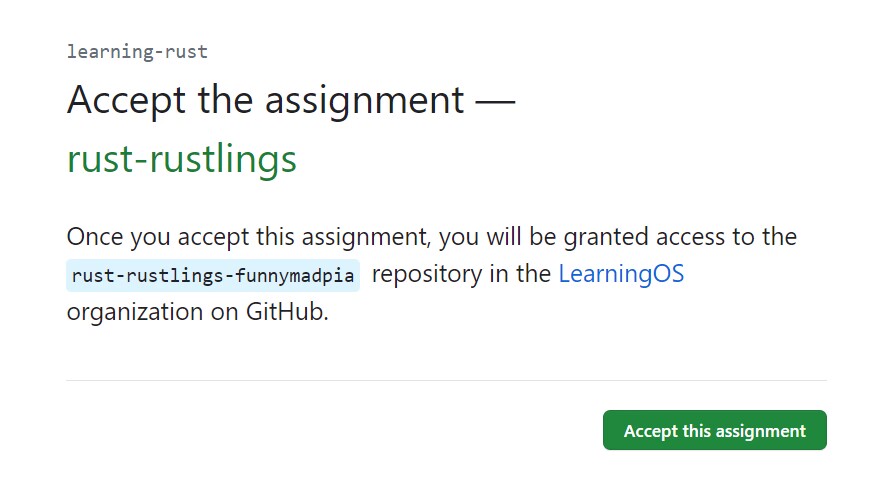 learning-rust
Accept the assignment —
rust-rustlings
Once you accept this assignment, you will be granted access to the
rust-rustlings-funnymadpia repository in the LearningOS
organization on GitHub.
Accept this assignment